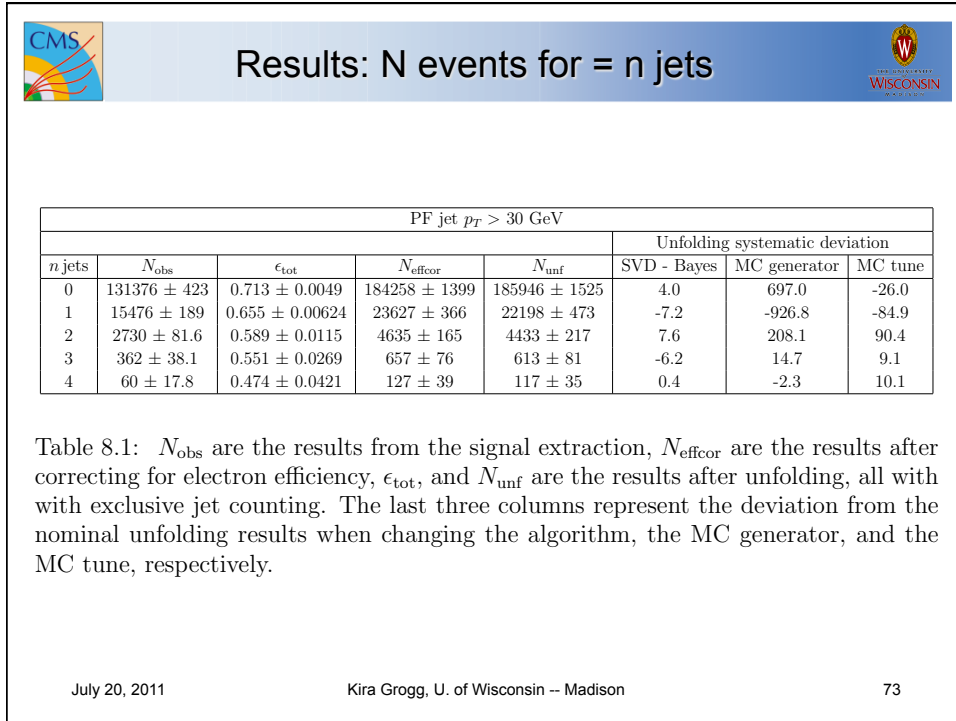 CMS
Results: N events for = n jets
THE UNIVERSITY
WISCONSIN
MADISON
PF jet $p_T$ > 30 GeV
Unfolding systematic deviation
n jets N_obs ϵ_tot N_effcor N_unf SVD - Bayes MC generator MC tune
0 131376 ± 423 0.713 ± 0.0049 184258 ± 1399 185946 ± 1525 4.0 697.0 -26.0
1 15476 ± 189 0.655 ± 0.00624 23627 ± 366 22198 ± 473 -7.2 -926.8 -84.9
2 2730 ± 81.6 0.589 ± 0.0115 4635 ± 165 4433 ± 217 7.6 208.1 90.4
3 362 ± 38.1 0.551 ± 0.0269 657 ± 76 613 ± 81 -6.2 14.7 9.1
4 60 ± 17.8 0.474 ± 0.0421 127 ± 39 117 ± 35 0.4 -2.3 10.1
Table 8.1: N_obs are the results from the signal extraction, N_effcor are the results after
correcting for electron efficiency, ϵ_tot, and N_unf are the results after unfolding, all with
with exclusive jet counting. The last three columns represent the deviation from the
nominal unfolding results when changing the algorithm, the MC generator, and the
MC tune, respectively.
July 20, 2011 Kira Grogg, U. of Wisconsin -- Madison 73